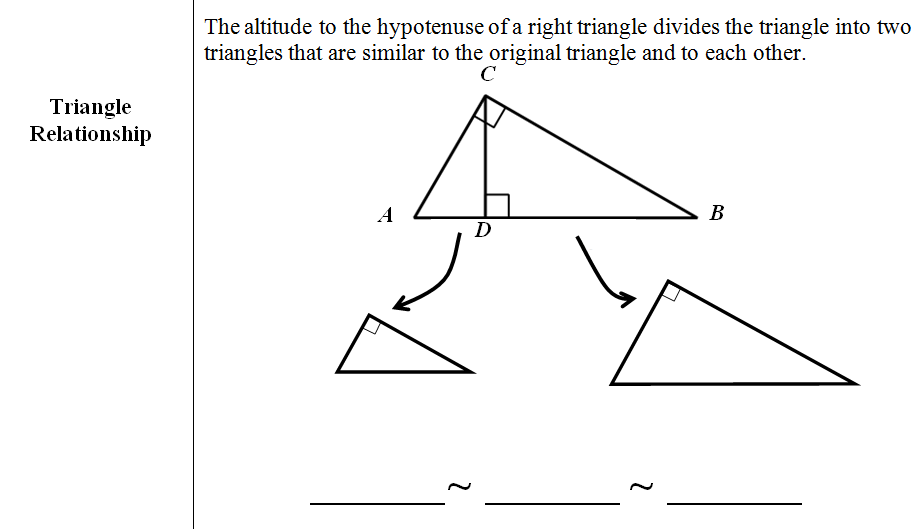 The altitude to the hypotenuse of a right triangle divides the triangle into two
triangles that are similar to the original triangle and to each other.
Triangle
Relationship
C
A
B
D
~ ~